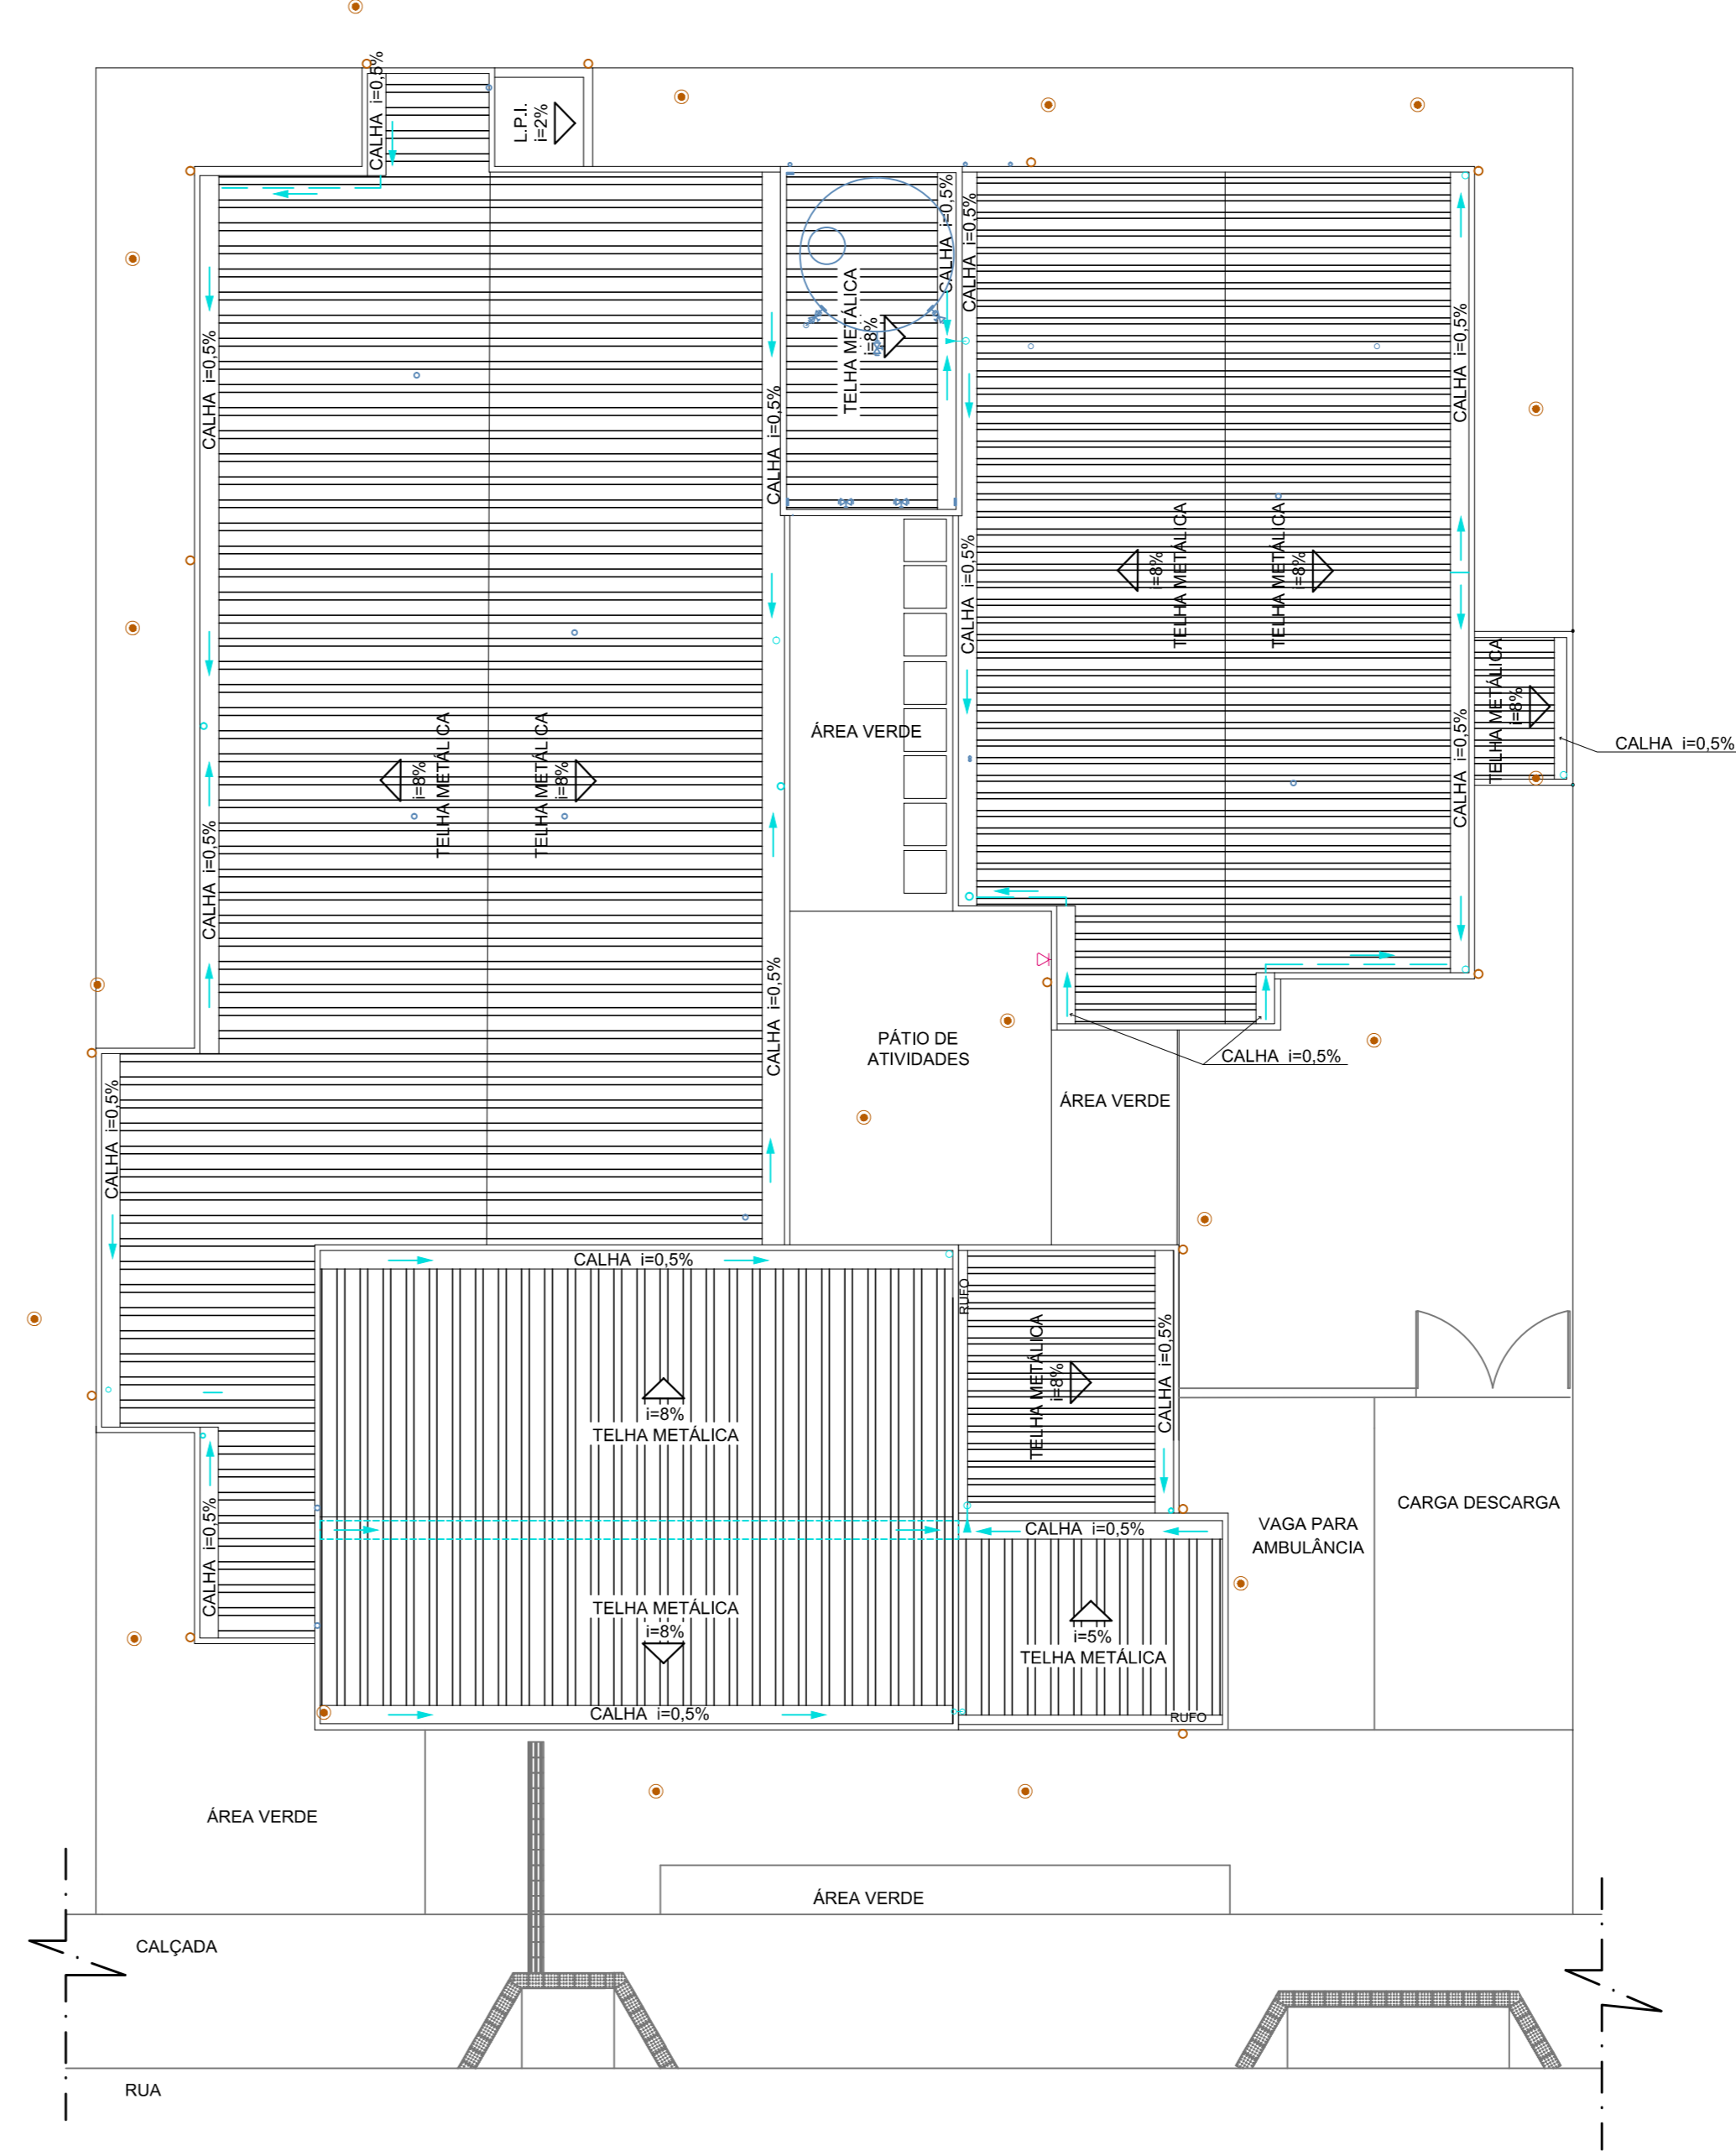 CALHA i=0,5%
L.P.I.
i=2%
CALHA i=0,5%
CALHA i=0,5%
TELHA METÁLICA
i=8%
CALHA i=0,5%
CALHA i=0,5%
CALHA i=0,5%
CALHA i=0,5%
TELHA METÁLICA
i=8%
TELHA METÁLICA
i=8%
CALHA i=0,5%
TELHA METÁLICA
i=8%
CALHA i=0,5%
CALHA i=0,5%
ÁREA VERDE
TELHA METÁLICA
i=8%
TELHA METÁLICA
i=8%
CALHA i=0,5%
CALHA i=0,5%
PÁTIO DE
ATIVIDADES
CALHA i=0,5%
ÁREA VERDE
CALHA i=0,5%
CALHA i=0,5%
RUFO
TELHA METÁLICA
i=8%
CALHA i=0,5%
i=8%
TELHA METÁLICA
CARGA DESCARGA
VAGA PARA
AMBULÂNCIA
CALHA i=0,5%
CALHA i=0,5%
TELHA METÁLICA
i=8%
i=5%
TELHA METÁLICA
CALHA i=0,5%
RUFO
ÁREA VERDE
ÁREA VERDE
CALÇADA
RUA